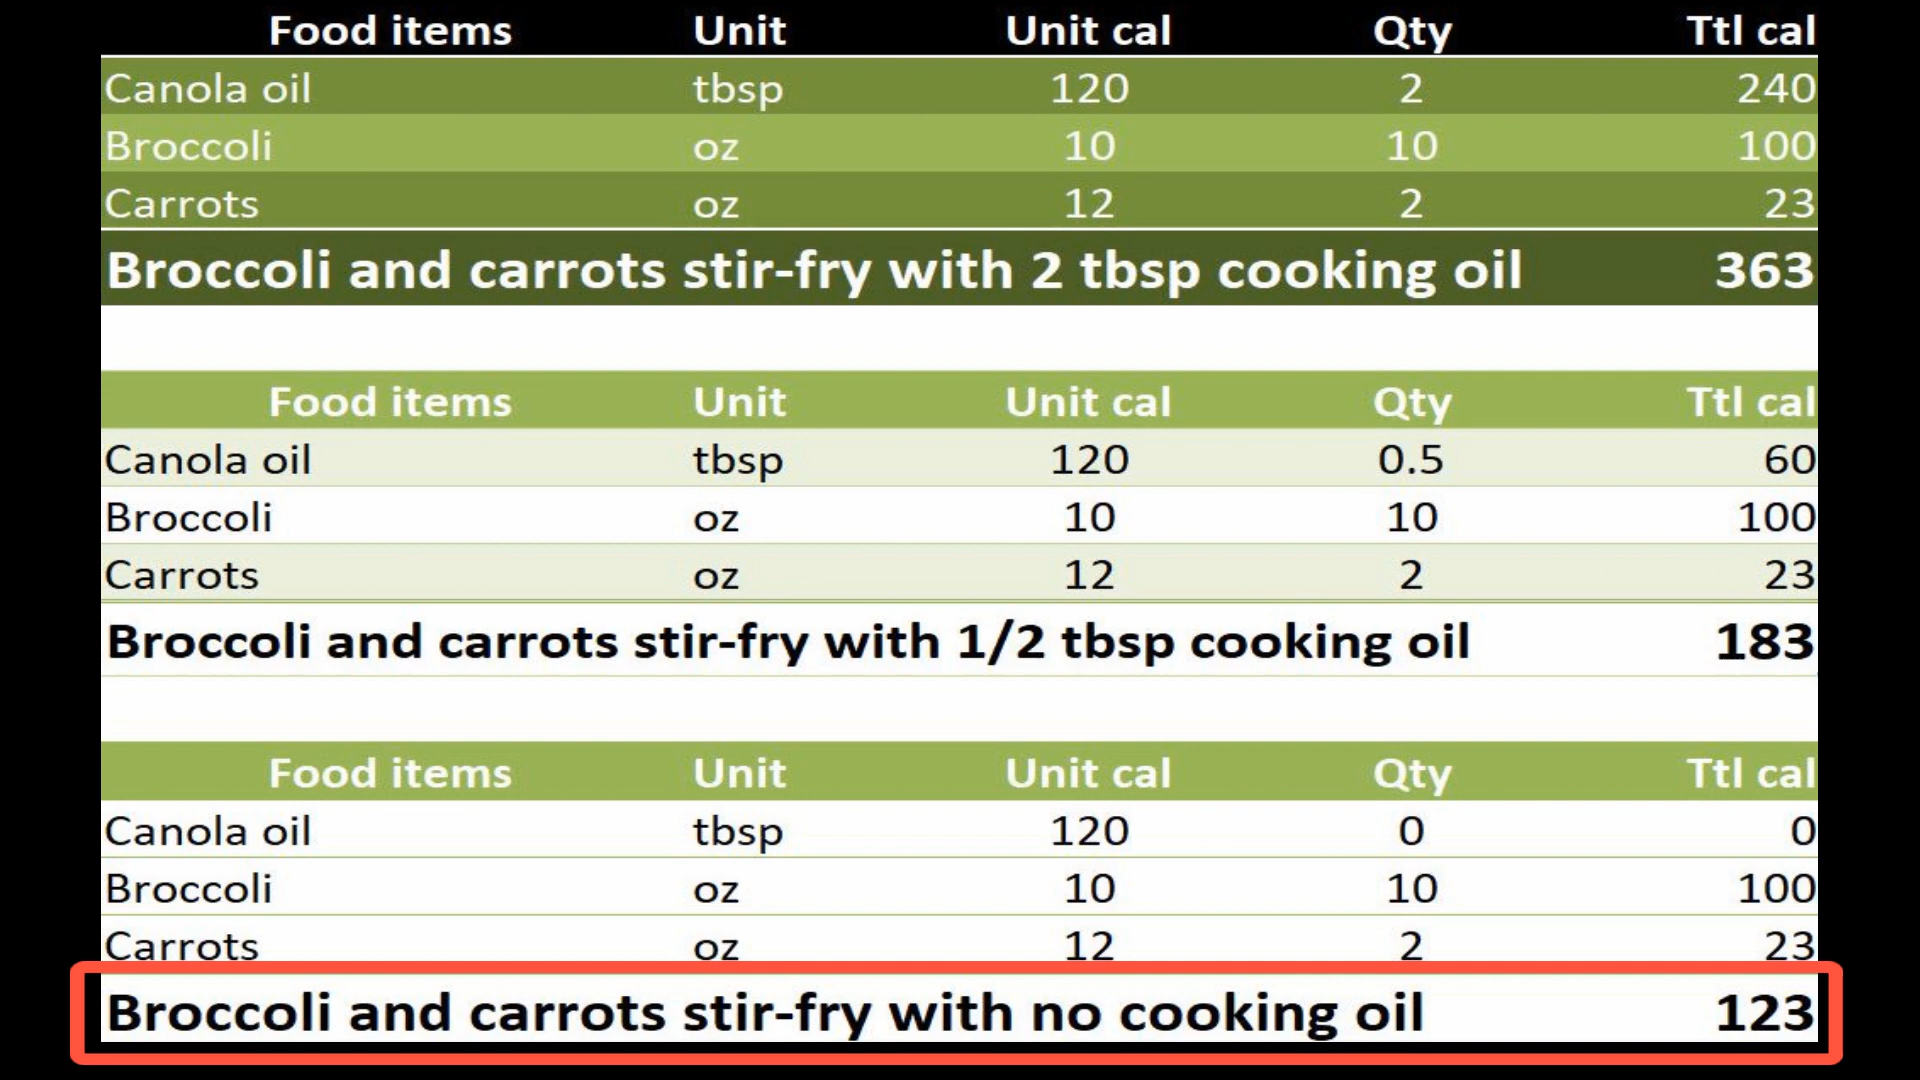 Food items Unit Unit cal Qty Ttl cal
Canola oil tbsp 120 2 240
Broccoli oz 10 10 100
Carrots oz 12 2 23
Broccoli and carrots stir-fry with 2 tbsp cooking oil 363
Food items Unit Unit cal Qty Ttl cal
Canola oil tbsp 120 0.5 60
Broccoli oz 10 10 100
Carrots oz 12 2 23
Broccoli and carrots stir-fry with 1/2 tbsp cooking oil 183
Food items Unit Unit cal Qty Ttl cal
Canola oil tbsp 120 0 0
Broccoli oz 10 10 100
Carrots oz 12 2 23
Broccoli and carrots stir-fry with no cooking oil 123